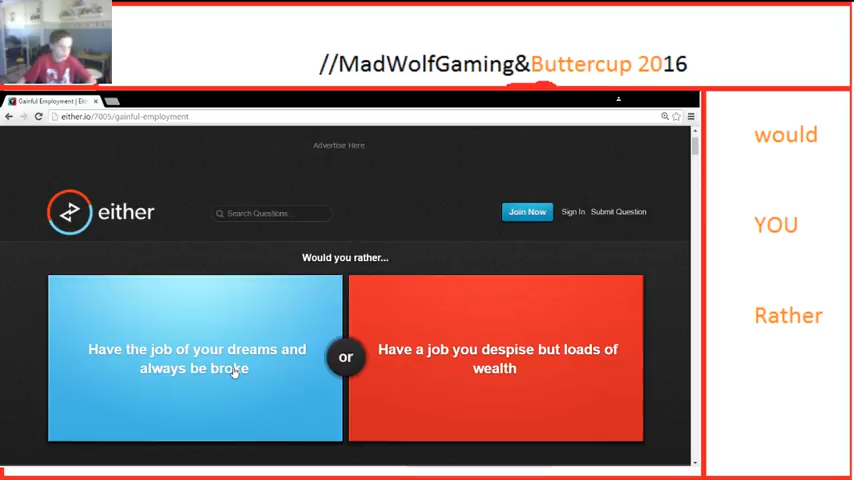 //MadWolfGaming&Buttercup 2016
Gainful Employment | Eit
either.io/7005/gainful-employment
Advertise Here
either
Search Questions...
Join Now
Sign In
Submit Question
Would you rather...
Have the job of your dreams and
always be broke
or
Have a job you despise but loads of
wealth
would
YOU
Rather